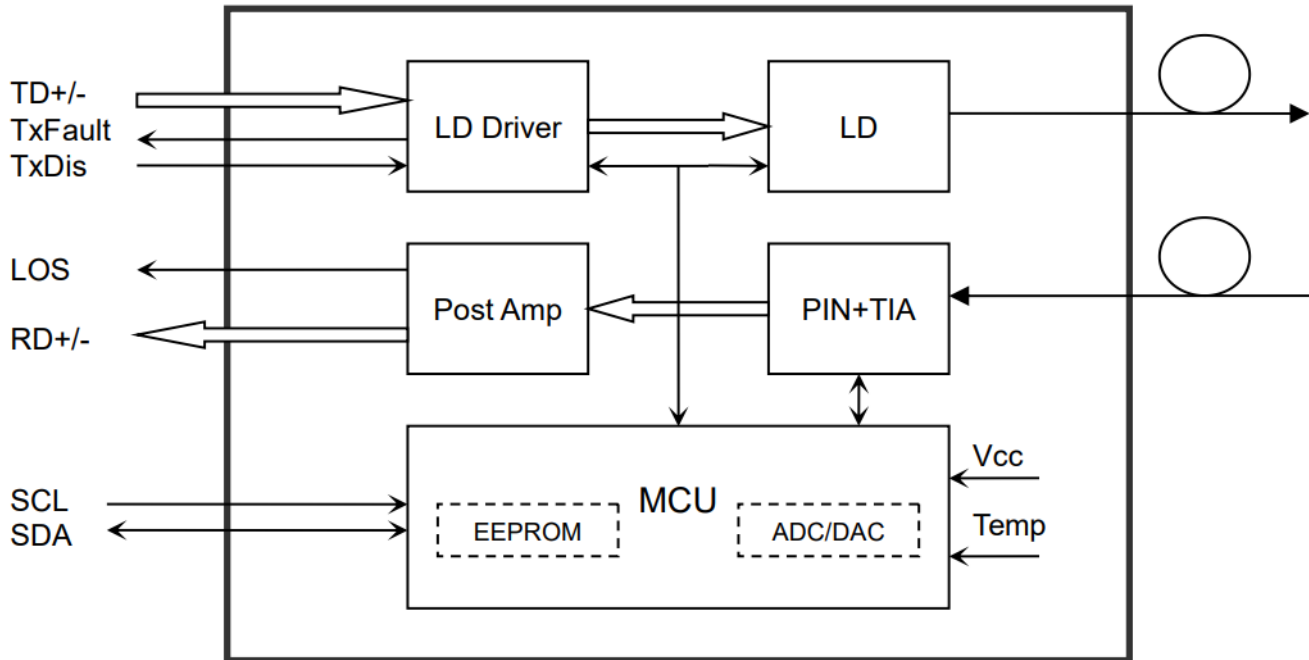 TD+/-
TxFault
TxDis
LD Driver
LD
LOS
RD+/-
Post Amp
PIN+TIA
SCL
SDA
MCU
EEPROM
ADC/DAC
Vcc
Temp